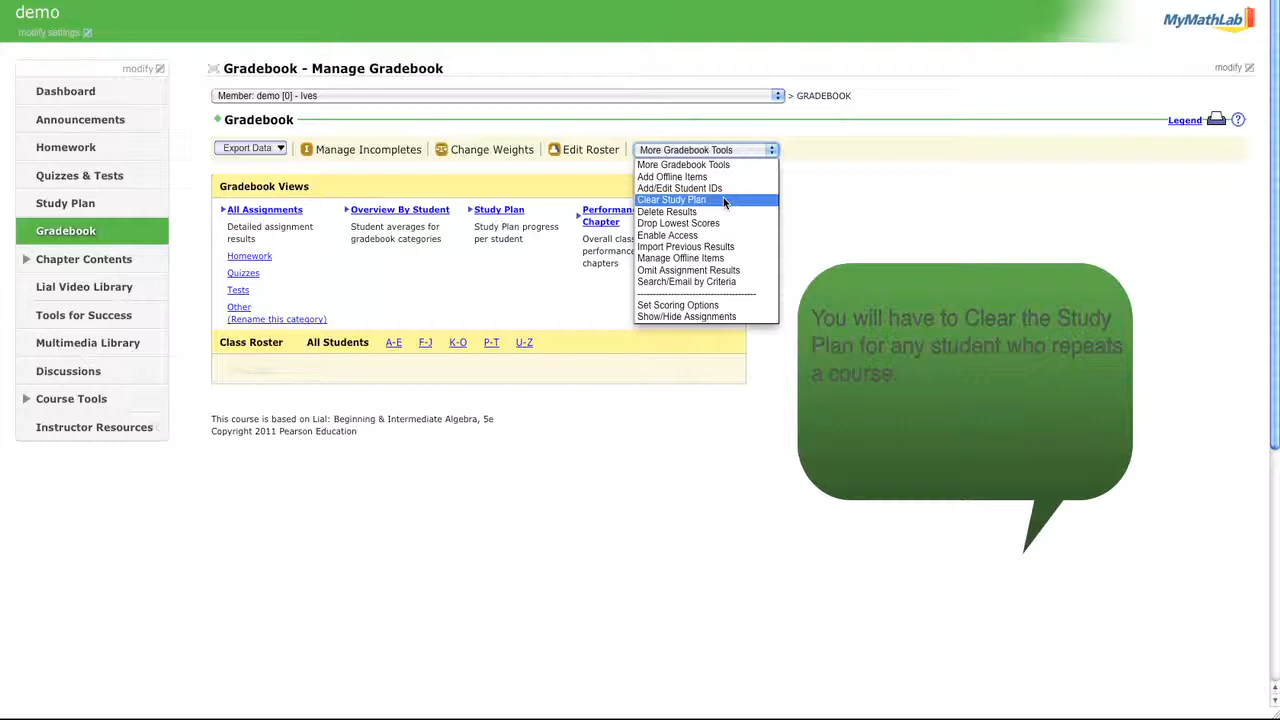 demo
modify settings
MyMathLab
modify
Dashboard
Announcements
Homework
Quizzes & Tests
Study Plan
Gradebook
Chapter Contents
Lial Video Library
Tools for Success
Multimedia Library
Discussions
Course Tools
Instructor Resources
Gradebook - Manage Gradebook
modify
Member: demo [0] - Ives
> GRADEBOOK
Gradebook
Legend
?
Export Data
Manage Incompletes
Change Weights
Edit Roster
More Gradebook Tools
More Gradebook Tools
Add Offline Items
Add/Edit Student IDs
Clear Study Plan
Delete Results
Drop Lowest Scores
Enable Access
Import Previous Results
Manage Offline Items
Omit Assignment Results
Search/Email by Criteria
Set Scoring Options
Show/Hide Assignments
Gradebook Views
All Assignments
Detailed assignment
results
Homework
Quizzes
Tests
Other
(Rename this category)
Overview By Student
Student averages for
gradebook categories
Study Plan
Study Plan progress
per student
Chapter
Overall
chapters
Class Roster
All Students
A-E
F-J
K-O
P-T
U-Z
This course is based on Lial: Beginning & Intermediate Algebra, 5e
Copyright 2011 Pearson Education
You will have to Clear the Study
Plan for any student who repeats
a course.